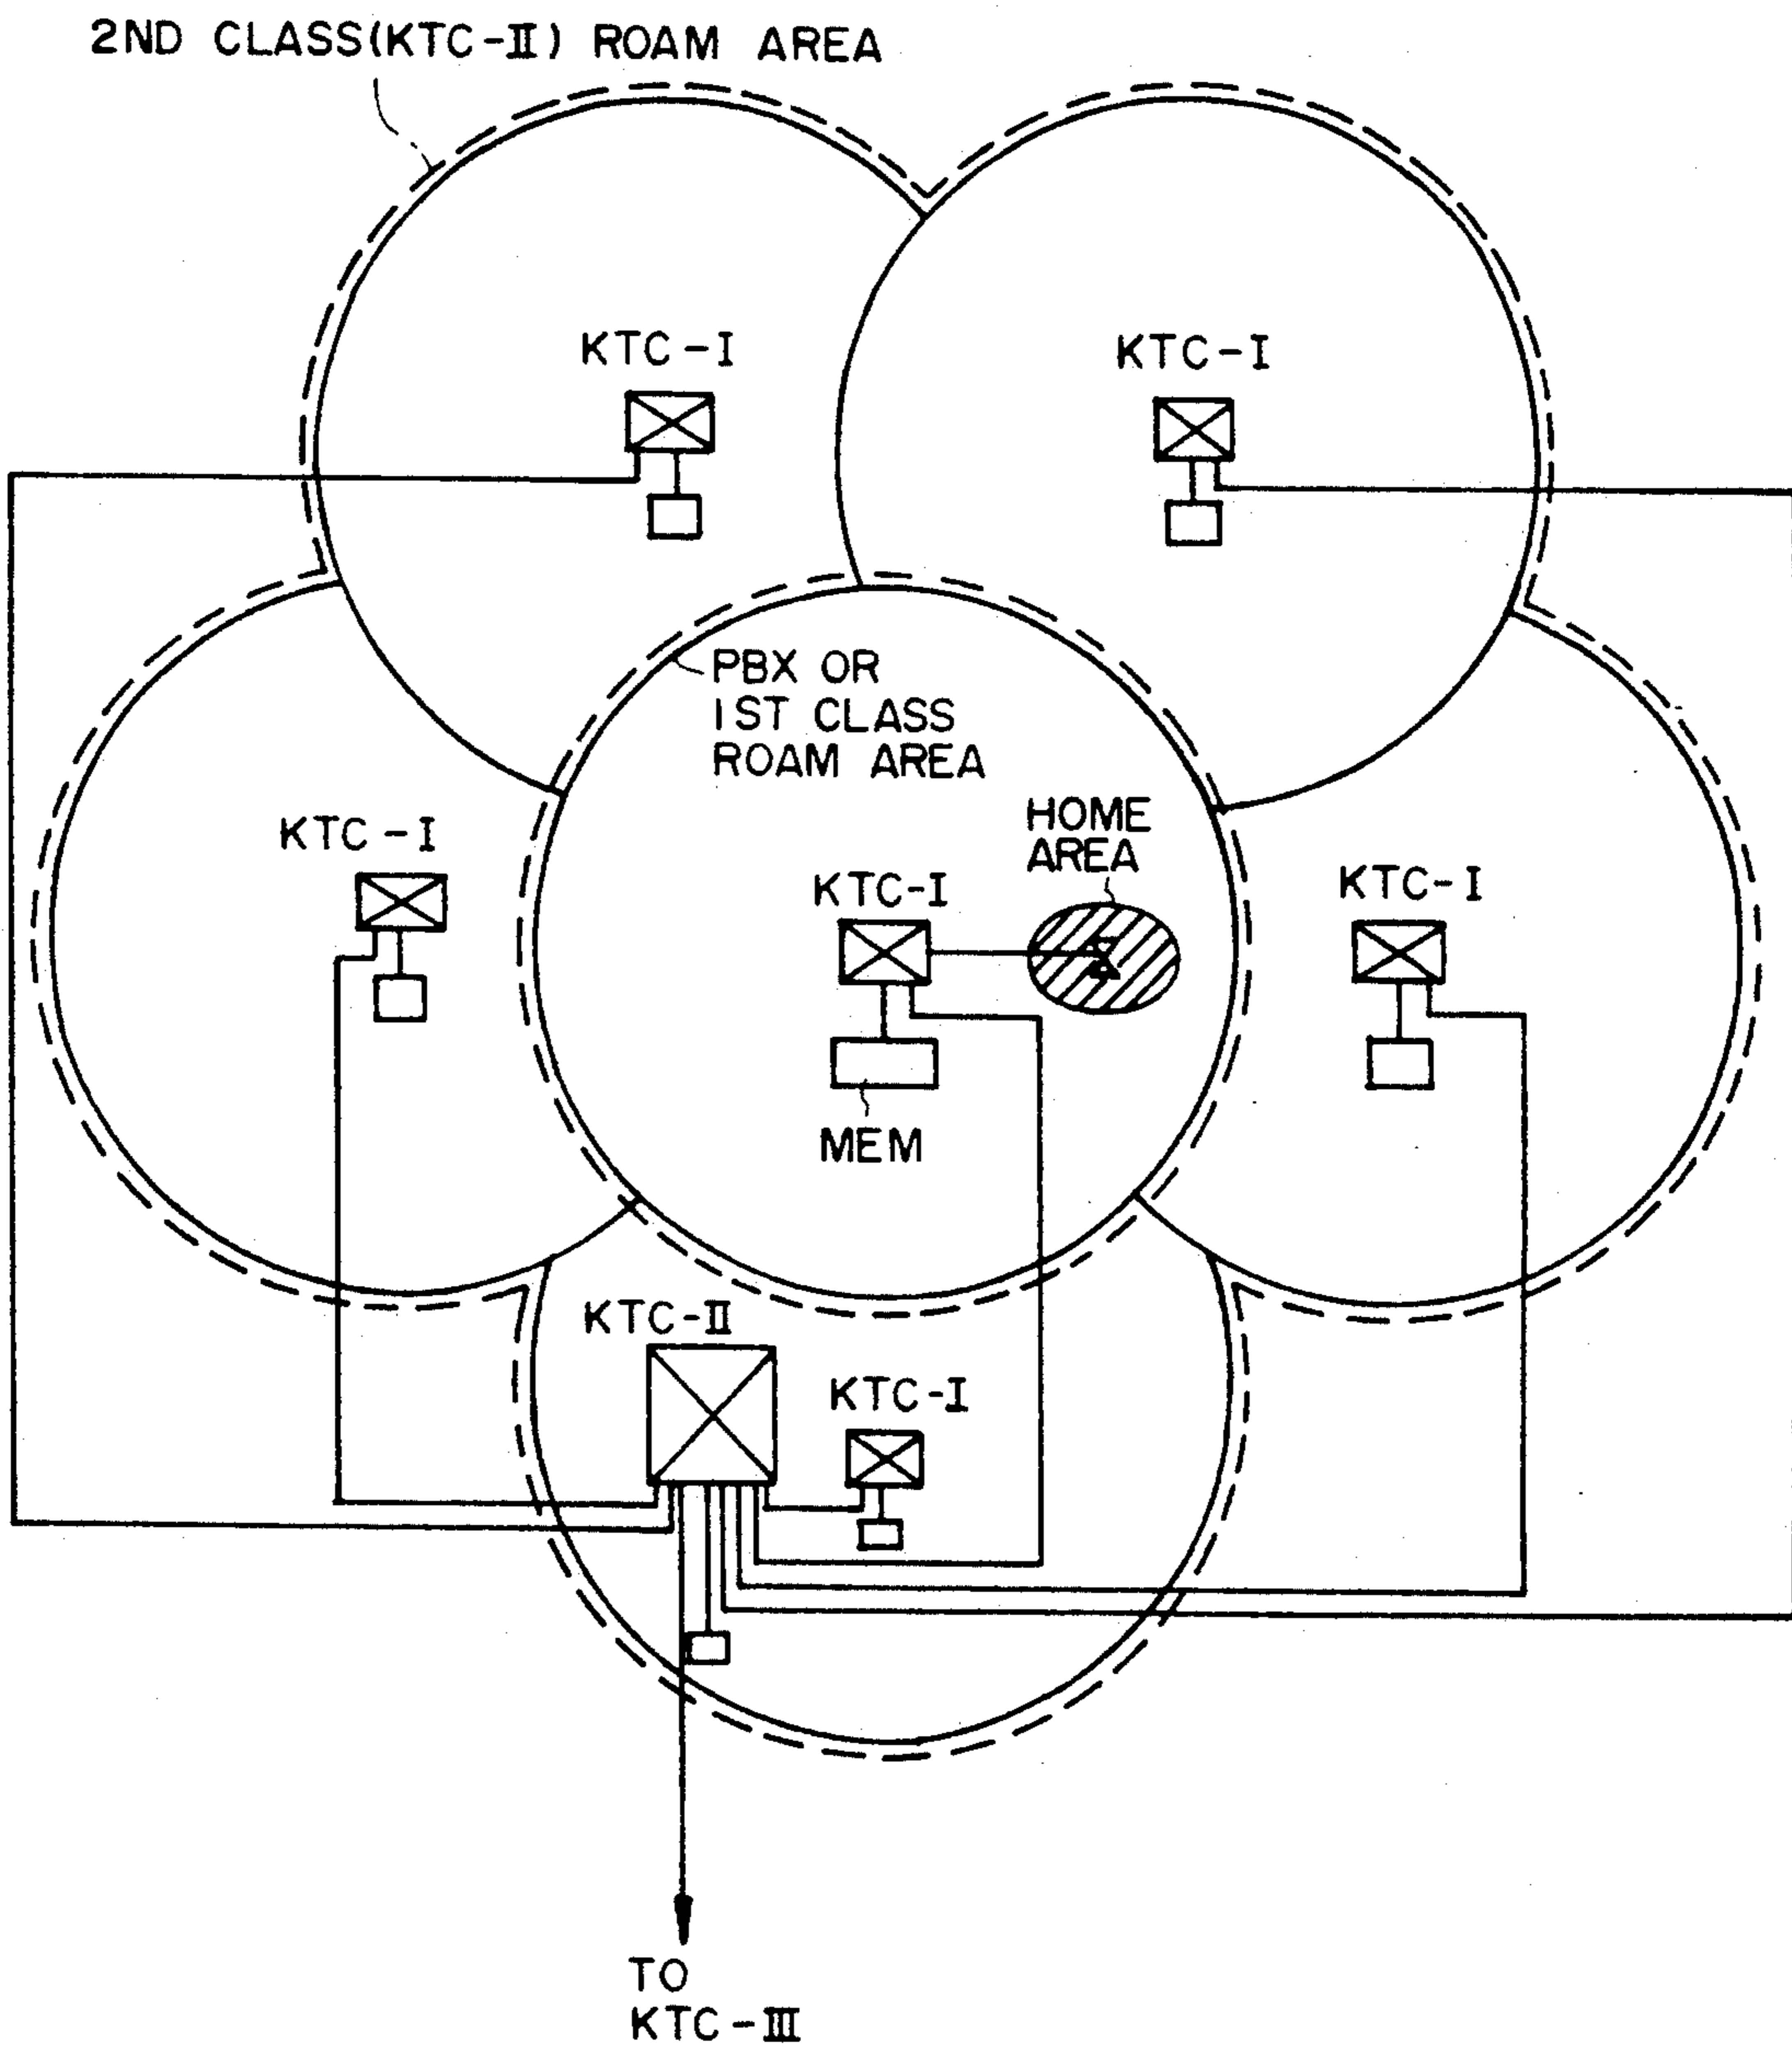 2ND CLASS(KTC-II) ROAM AREA
KTC-I
KTC-I
PBX OR
1ST CLASS
ROAM AREA
HOME
AREA
KTC-I
KTC-I
KTC-I
MEM
KTC-II
KTC-I
TO
KTC-III